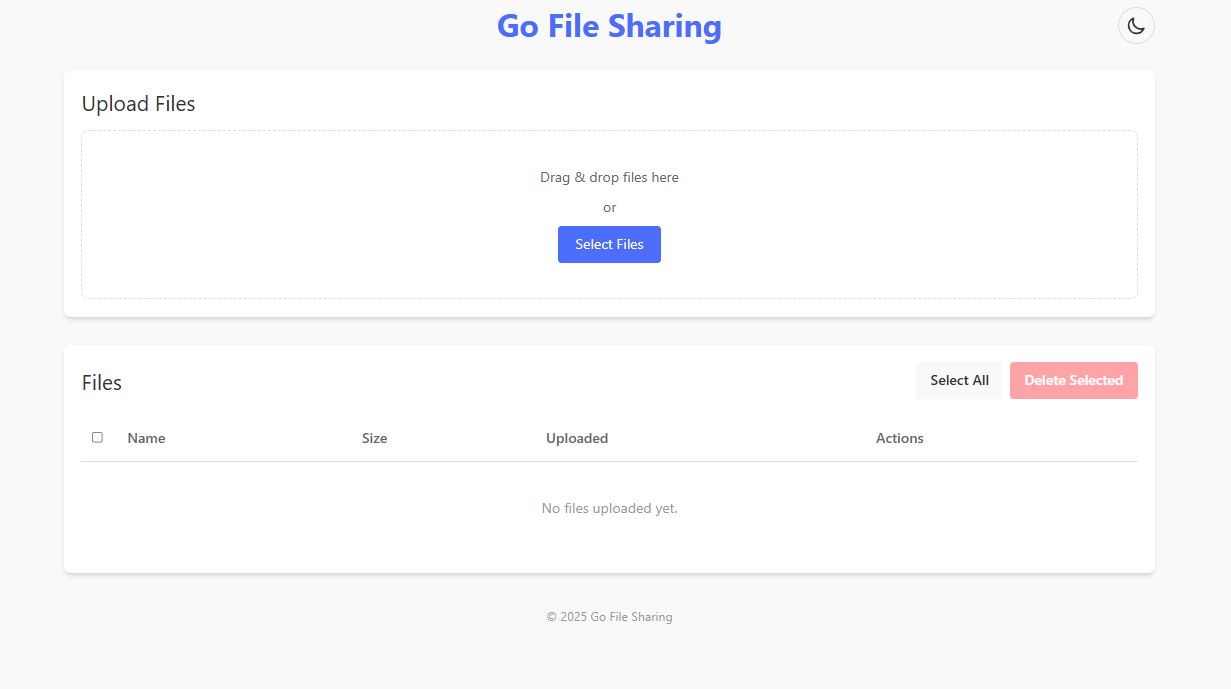 Go File Sharing
Upload Files
Drag & drop files here
or
Select Files
Files
Select All
Delete Selected
Name Size Uploaded Actions
No files uploaded yet.
© 2025 Go File Sharing